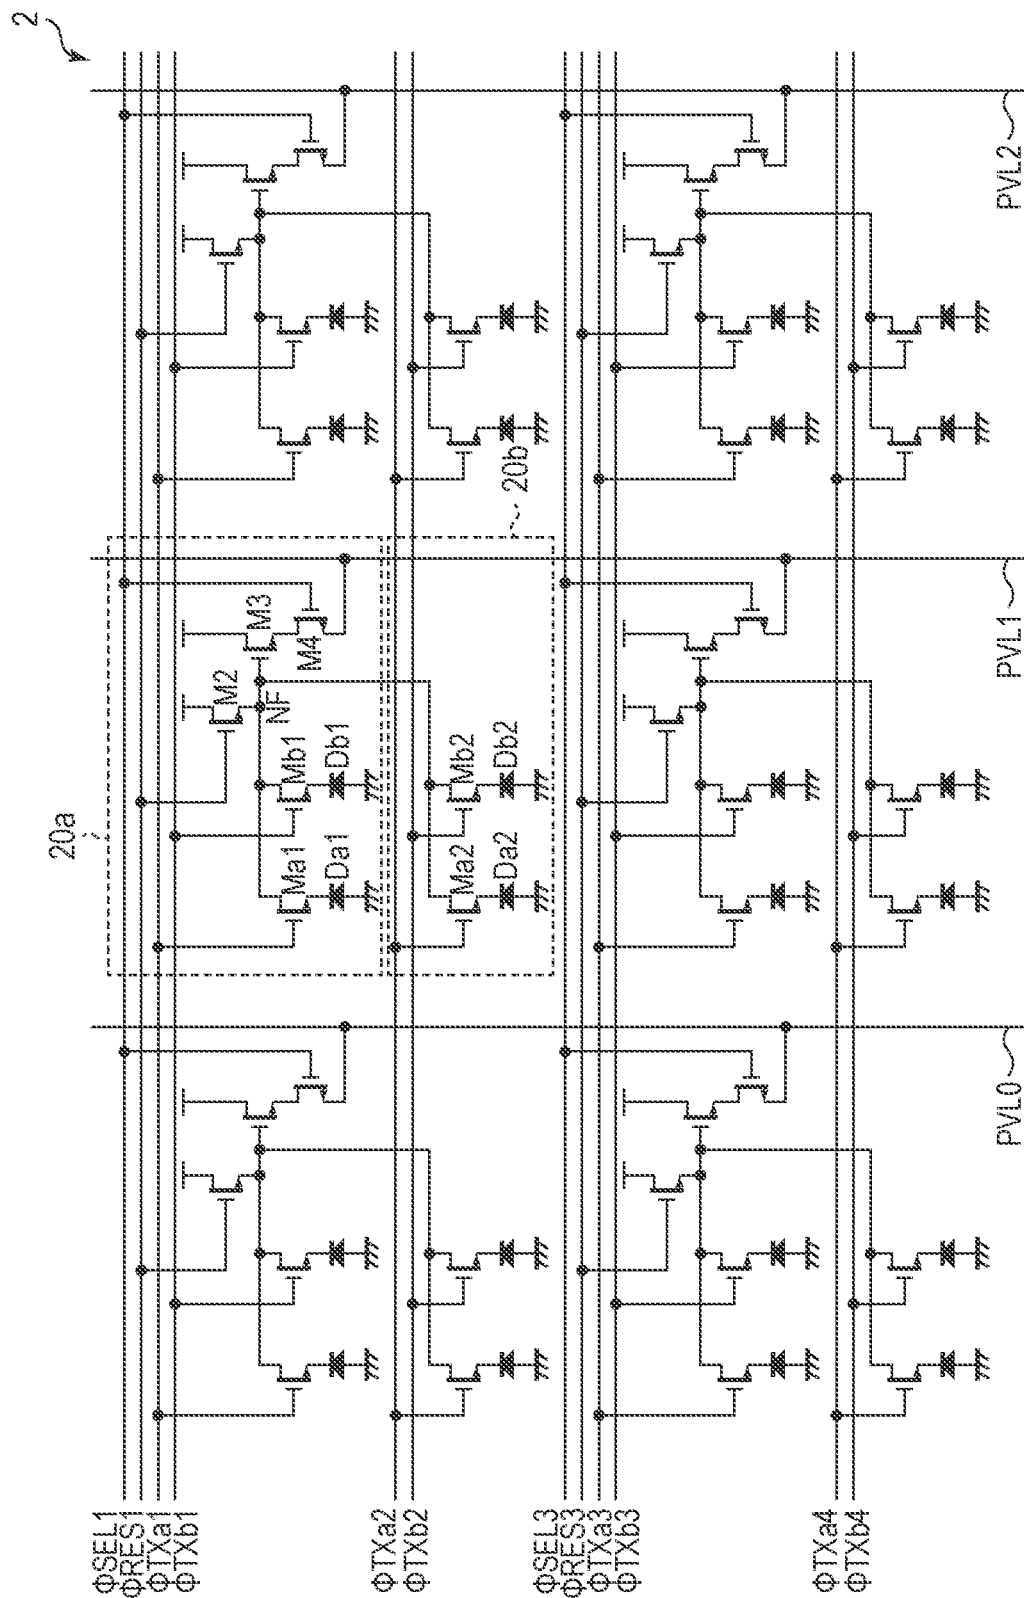 2
ΦSEL1
ΦRES1
ΦTXa1
ΦTXb1
ΦTXa2
ΦTXb2
ΦSEL3
ΦRES3
ΦTXa3
ΦTXb3
ΦTXa4
ΦTXb4
20a
20b
M2
M3
M4
NF
Ma1
Mb1
Da1
Db1
Ma2
Mb2
Da2
Db2
PVL0
PVL1
PVL2